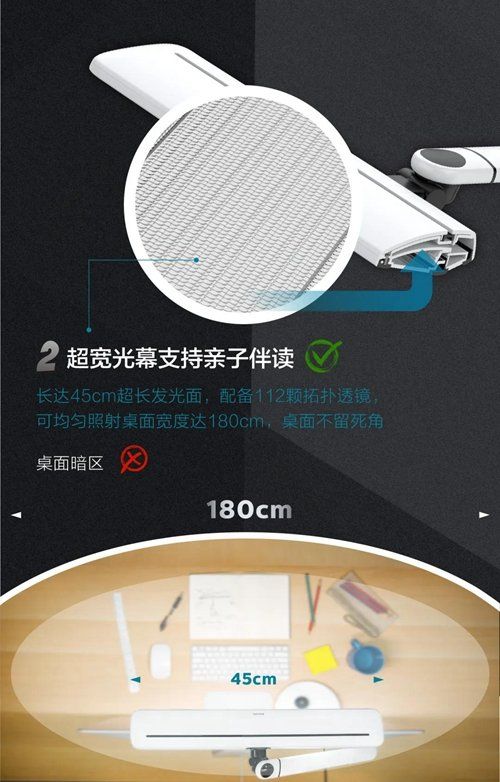 2 超宽光幕支持亲子伴读
长达45cm超长发光面，配备112颗拓扑透镜，
可均匀照射桌面宽度达180cm，桌面不留死角
桌面暗区
180cm
45cm